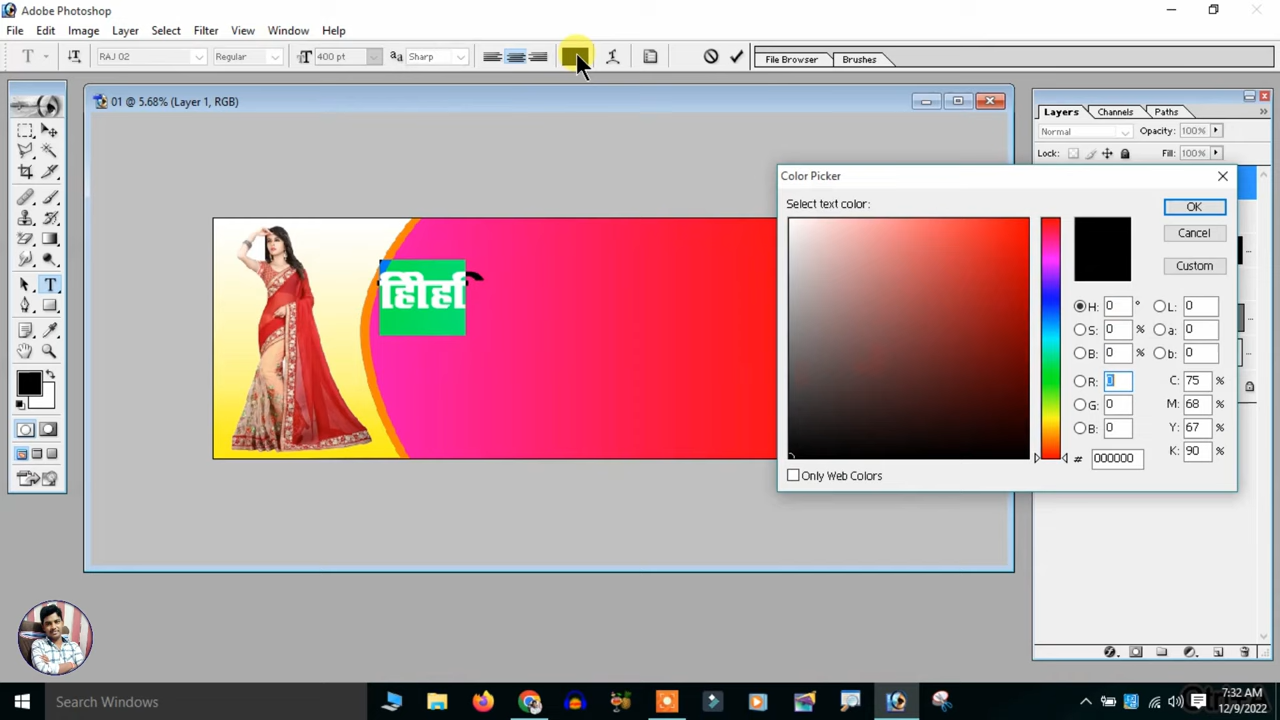 Adobe Photoshop
File Edit Image Layer Select Filter View Window Help
T RAJ 02 Regular 400 pt Sharp File Browser Brushes
01 @ 5.68% (Layer 1, RGB)
Layers Channels Paths
Normal Opacity: 100%
Lock: Fill: 100%
Color Picker
Select text color:
OK
Cancel
Custom
H: 0 ° L: 0
S: 0 % a: 0
B: 0 % b: 0
R: 0 C: 75 %
G: 0 M: 68 %
B: 0 Y: 67 %
# 000000 K: 90 %
Only Web Colors
Search Windows
7:32 AM
12/9/2022